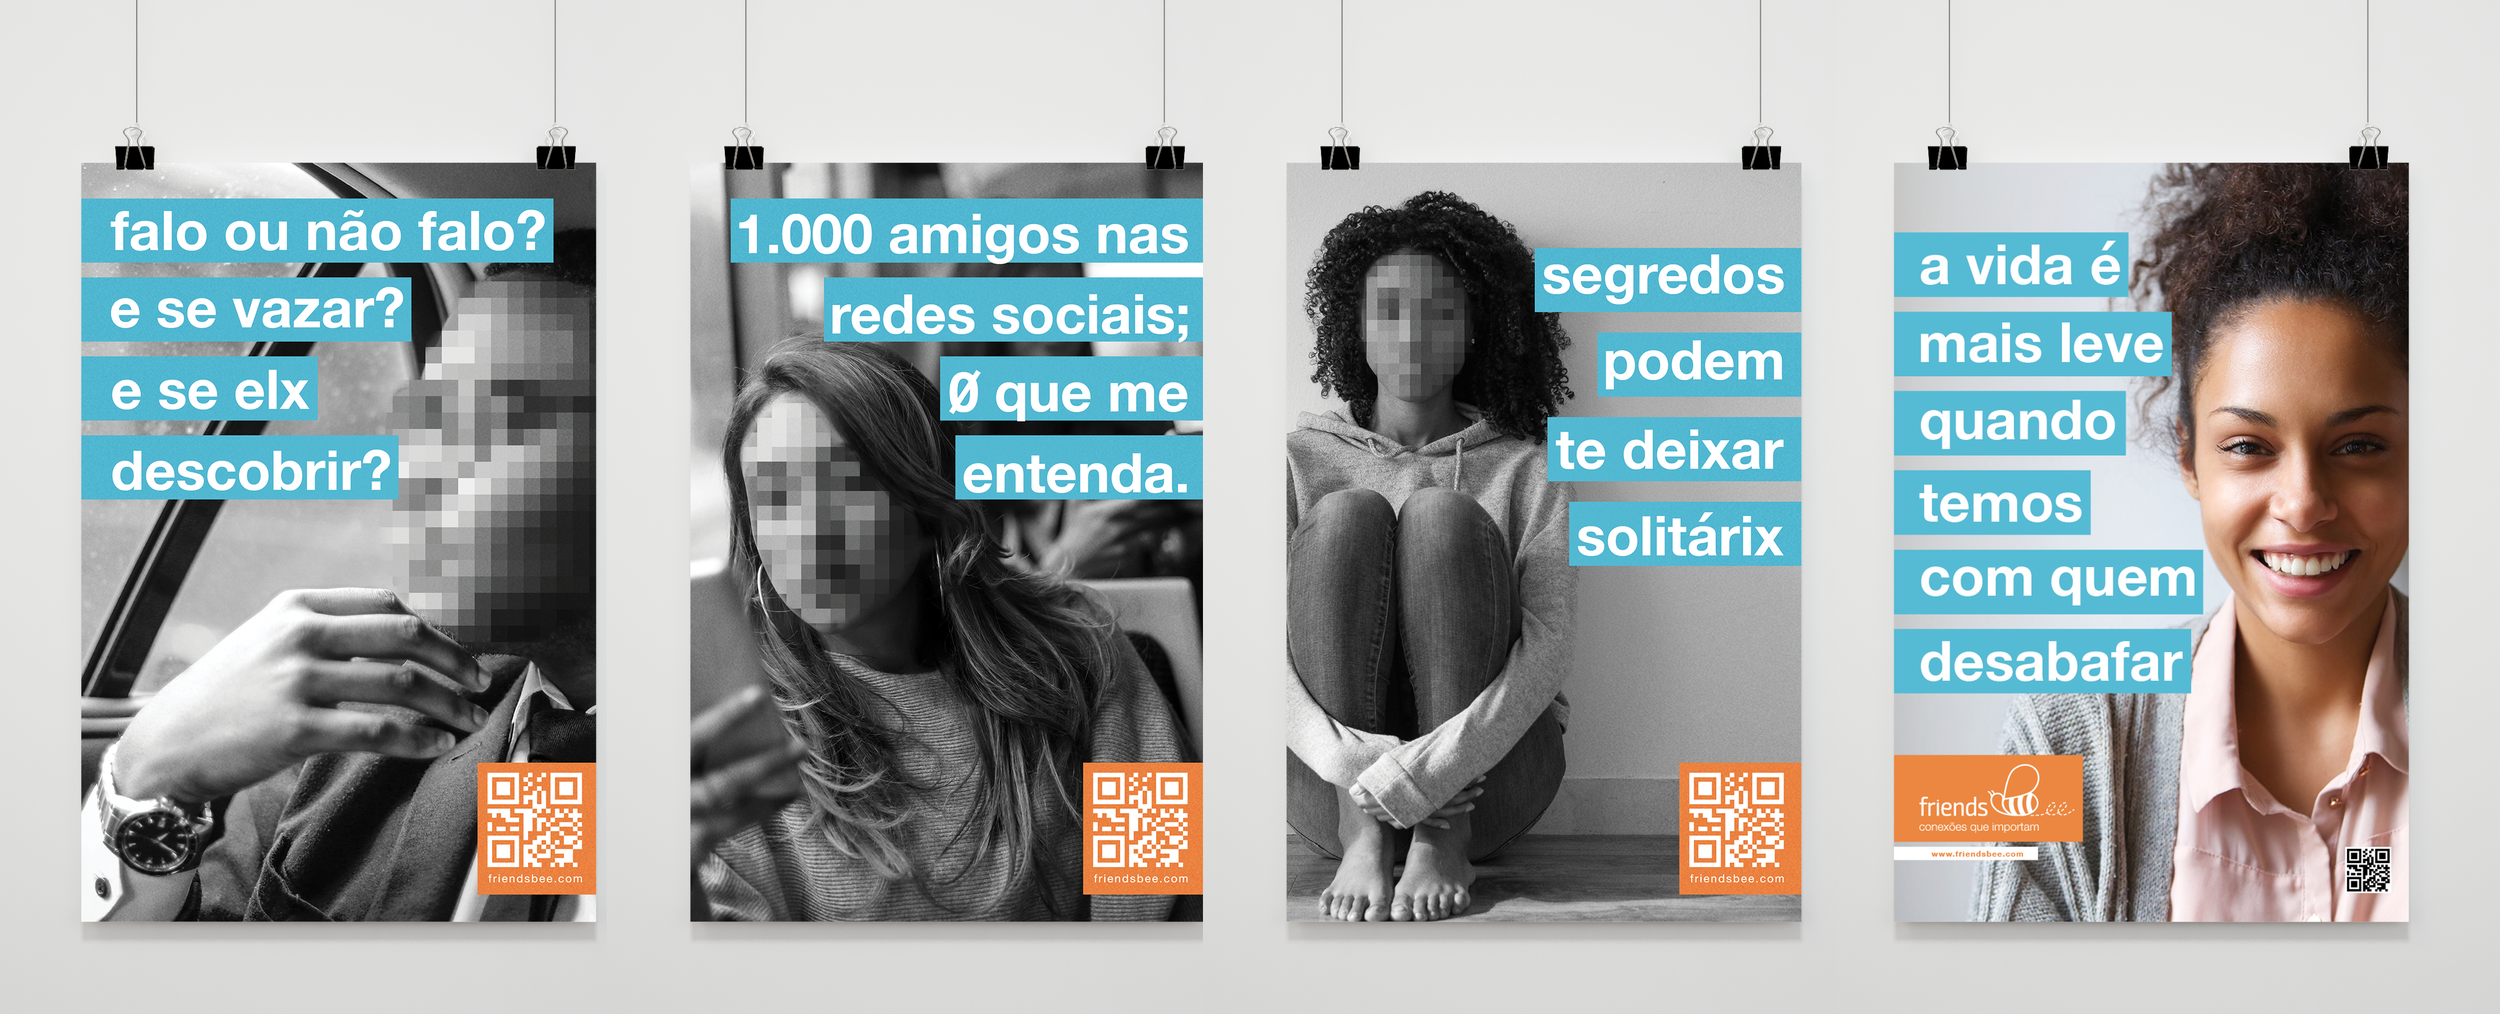 falo ou não falo?
e se vazar?
e se elx
descobrir?
friendsbee.com
1.000 amigos nas
redes sociais;
Ø que me
entenda.
friendsbee.com
segredos
podem
te deixar
solitárix
friendsbee.com
a vida é
mais leve
quando
temos
com quem
desabafar
friends bee
conexões que importam
www.friendsbee.com